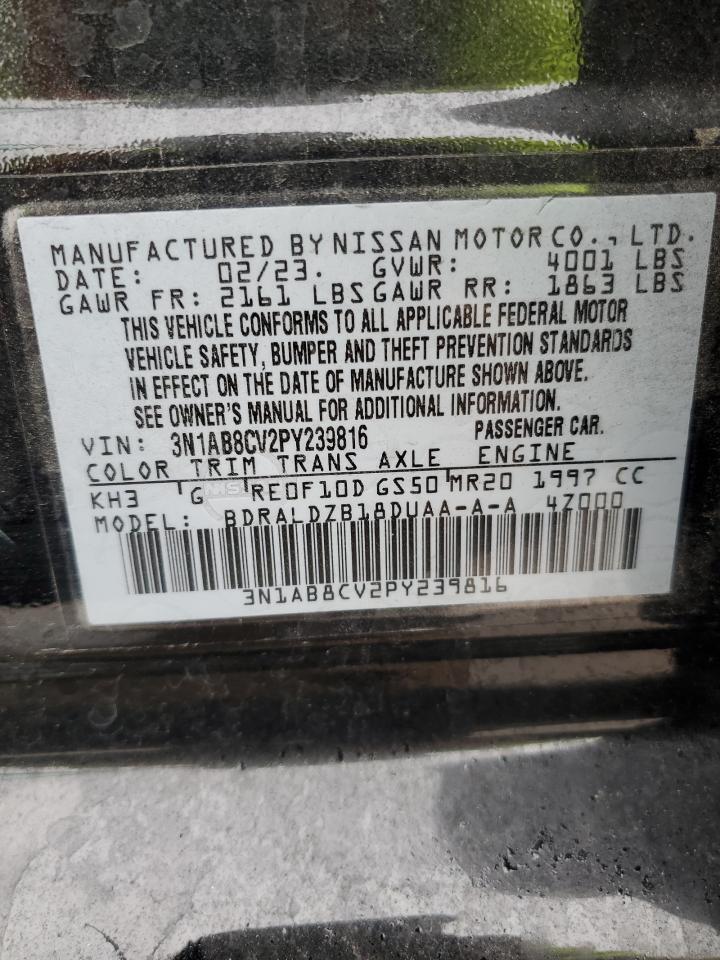 MANUFACTURED BY NISSAN MOTOR CO., LTD.
DATE: 02/23. GVWR: 4001 LBS
GAWR FR: 2161 LBS GAWR RR: 1863 LBS
THIS VEHICLE CONFORMS TO ALL APPLICABLE FEDERAL MOTOR
VEHICLE SAFETY, BUMPER AND THEFT PREVENTION STANDARDS
IN EFFECT ON THE DATE OF MANUFACTURE SHOWN ABOVE.
SEE OWNER'S MANUAL FOR ADDITIONAL INFORMATION.
VIN: 3N1AB8CV2PY239816 PASSENGER CAR.
COLOR TRIM TRANS AXLE ENGINE
KH3 G RE0F10D GS50 MR20 1997 CC
MODEL: BDRALDZB18DUAA-A-A 4Z000
3N1AB8CV2PY239816